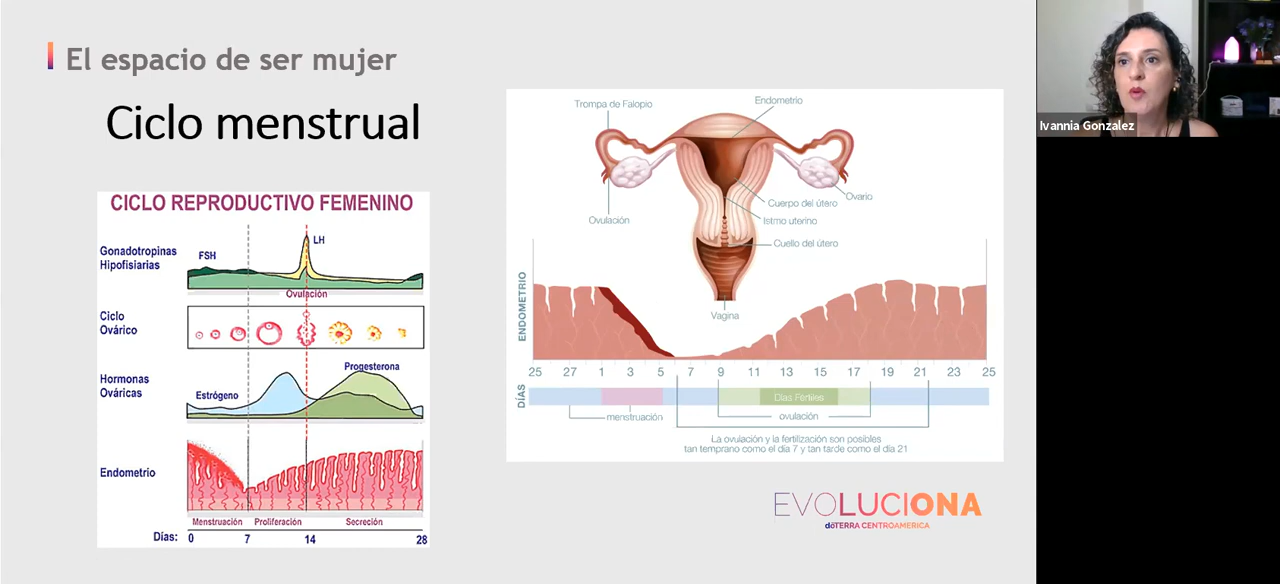 El espacio de ser mujer
Ciclo menstrual
CICLO REPRODUCTIVO FEMENINO
Gonadotropinas
Hipofisiarias
FSH
LH
Ovulación
Ciclo
Ovárico
Hormonas
Ováricas
Estrógeno
Progesterona
Endometrio
Menstruación Proliferación Secreción
Días: 0 7 14 28
Trompa de Falopio
Endometrio
Ovario
Cuerpo del útero
Ovulación
Istmo uterino
Cuello del útero
Vagina
ENDOMETRIO
25 27 1 3 5 7 9 11 13 15 17 19 21 23 25
DÍAS
Días Fértiles
menstruación
ovulación
La ovulación y la fertilización son posibles
tan temprano como el día 7 y tan tarde como el día 21
EVOLUCIONA
dōTERRA CENTROAMERICA
Ivannia Gonzalez